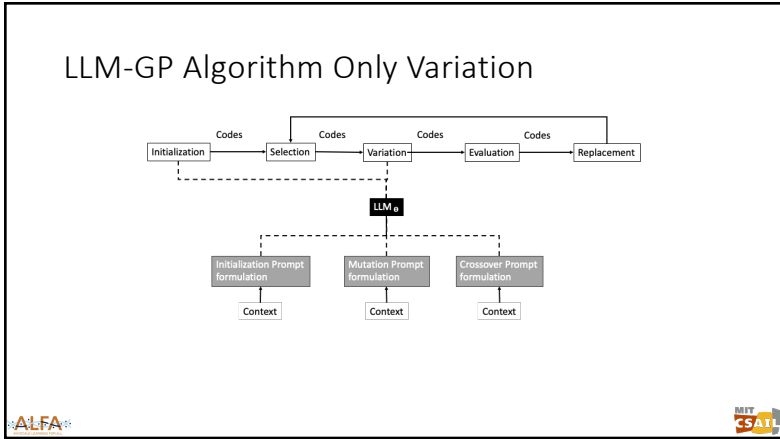 LLM-GP Algorithm Only Variation
Codes Codes Codes Codes
Initialization Selection Variation Evaluation Replacement
LLM θ
Initialization Prompt formulation
Mutation Prompt formulation
Crossover Prompt formulation
Context Context Context
ALFA
MIT
CSAIL